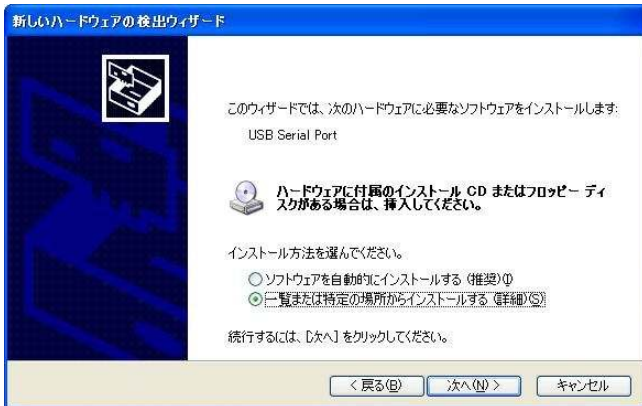 新しいハードウェアの検出ウィザード
このウィザードでは、次のハードウェアに必要なソフトウェアをインストールします:
USB Serial Port
ハードウェアに付属のインストール CD またはフロッピー ディ
スクがある場合は、挿入してください。
インストール方法を選んでください。
ソフトウェアを自動的にインストールする (推奨)(I)
一覧または特定の場所からインストールする (詳細)(S)
続行するには、[次へ] をクリックしてください。
< 戻る(B)
次へ(N) >
キャンセル